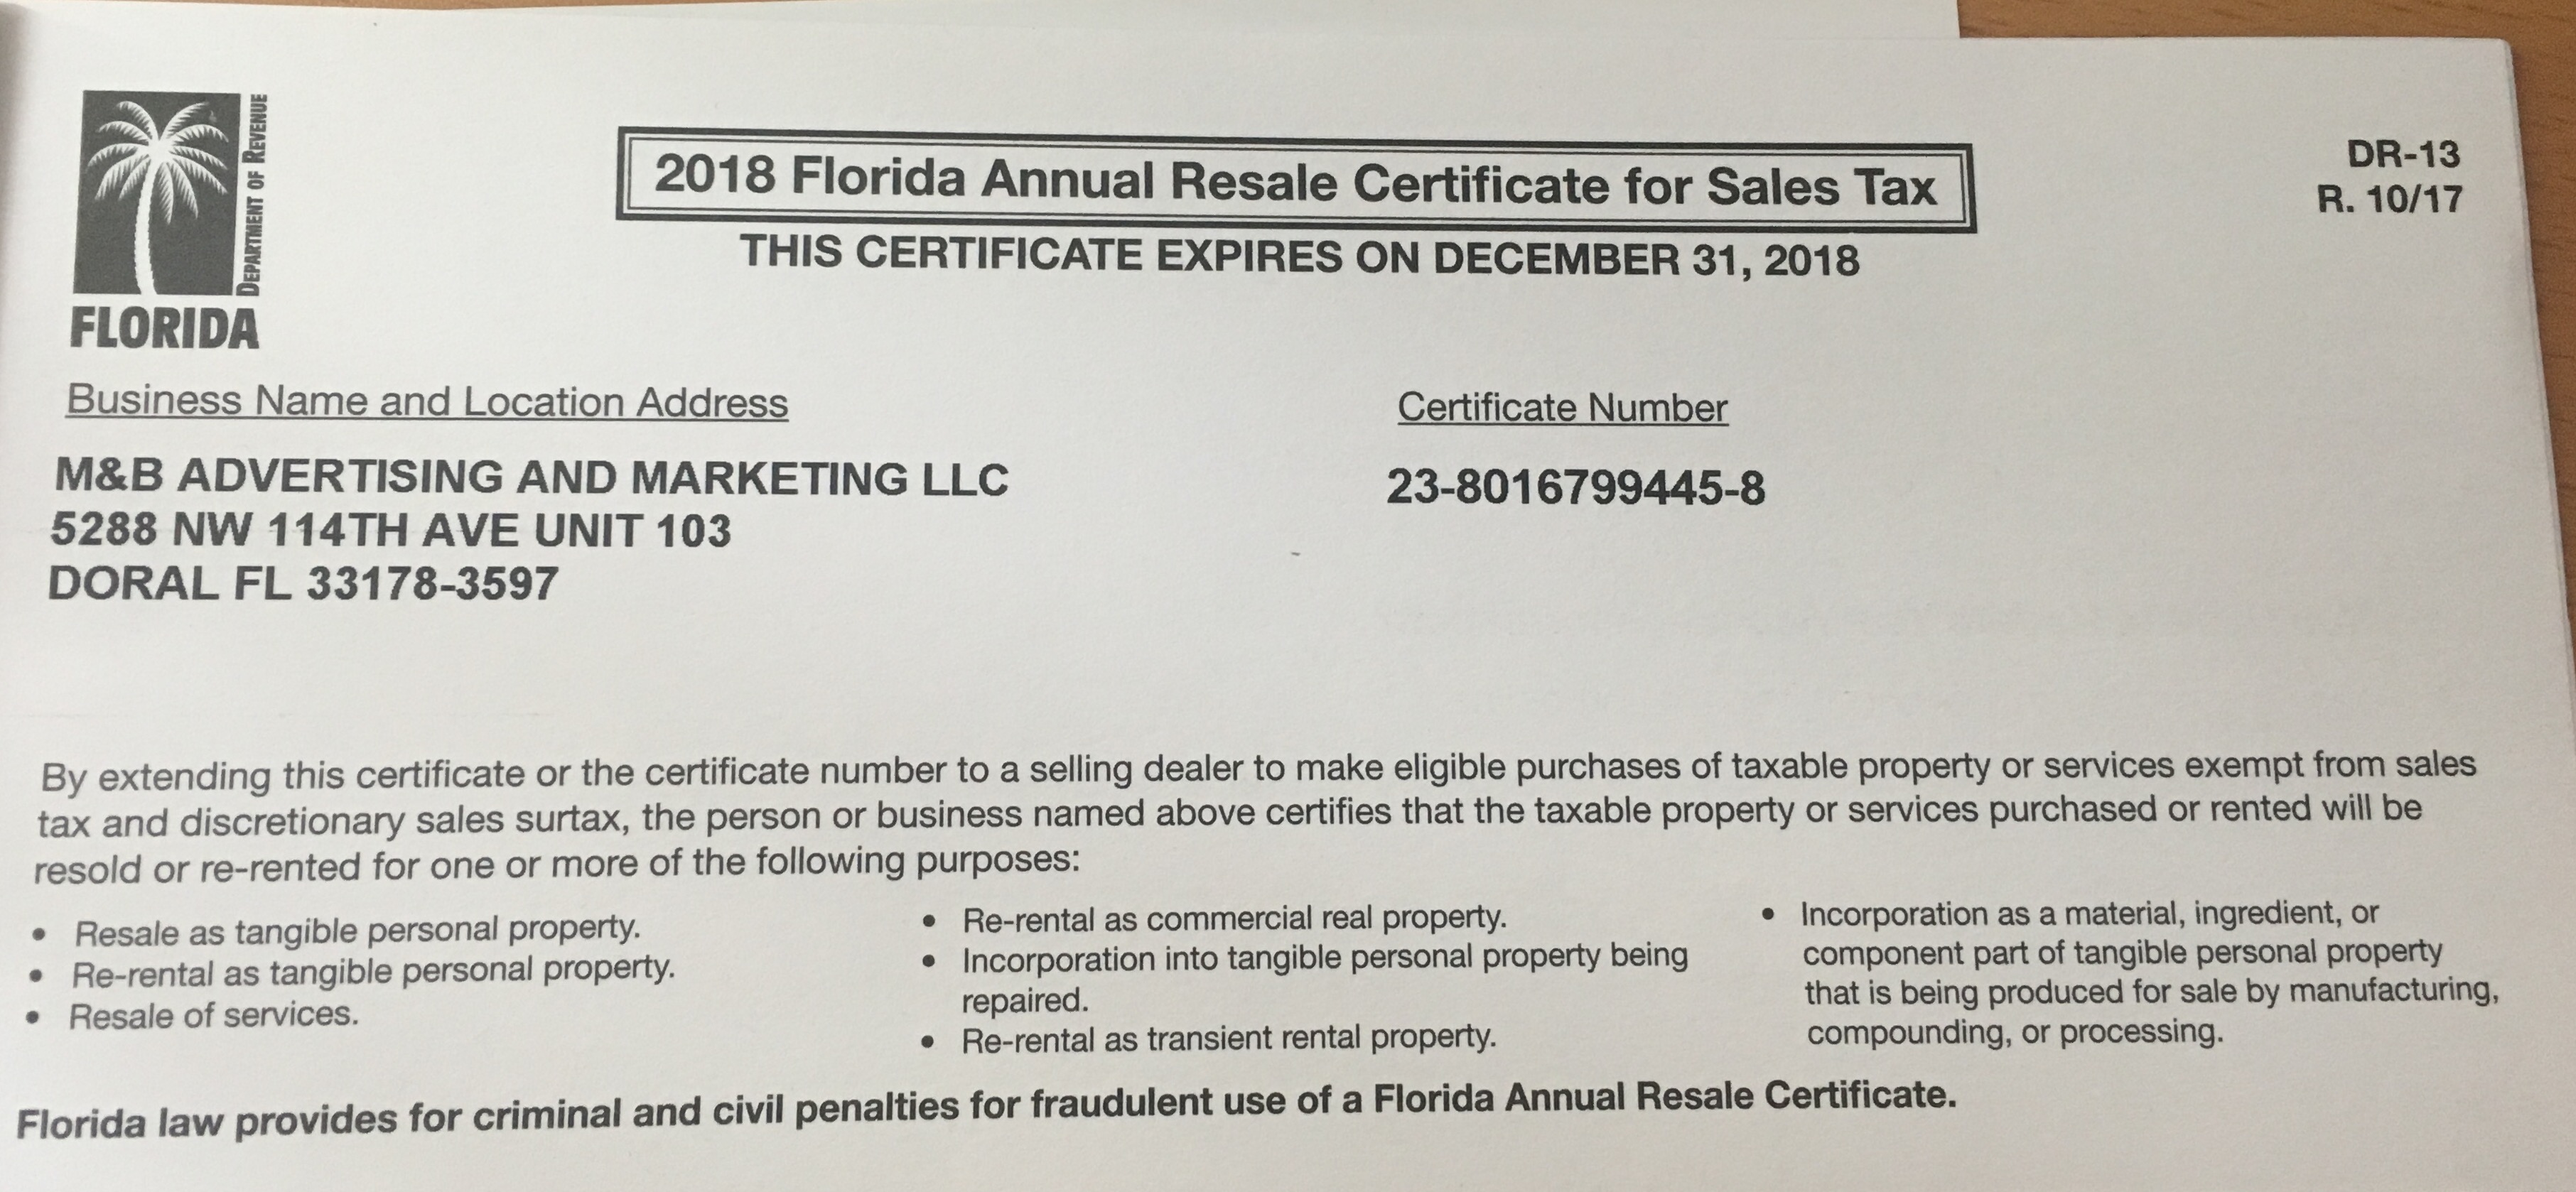 DEPARTMENT OF REVENUE
FLORIDA
2018 Florida Annual Resale Certificate for Sales Tax
THIS CERTIFICATE EXPIRES ON DECEMBER 31, 2018
DR-13
R. 10/17
Business Name and Location Address
M&B ADVERTISING AND MARKETING LLC
5288 NW 114TH AVE UNIT 103
DORAL FL 33178-3597
Certificate Number
23-8016799445-8
By extending this certificate or the certificate number to a selling dealer to make eligible purchases of taxable property or services exempt from sales
tax and discretionary sales surtax, the person or business named above certifies that the taxable property or services purchased or rented will be
resold or re-rented for one or more of the following purposes:
• Resale as tangible personal property.
• Re-rental as tangible personal property.
• Resale of services.
• Re-rental as commercial real property.
• Incorporation into tangible personal property being
repaired.
• Re-rental as transient rental property.
• Incorporation as a material, ingredient, or
component part of tangible personal property
that is being produced for sale by manufacturing,
compounding, or processing.
Florida law provides for criminal and civil penalties for fraudulent use of a Florida Annual Resale Certificate.